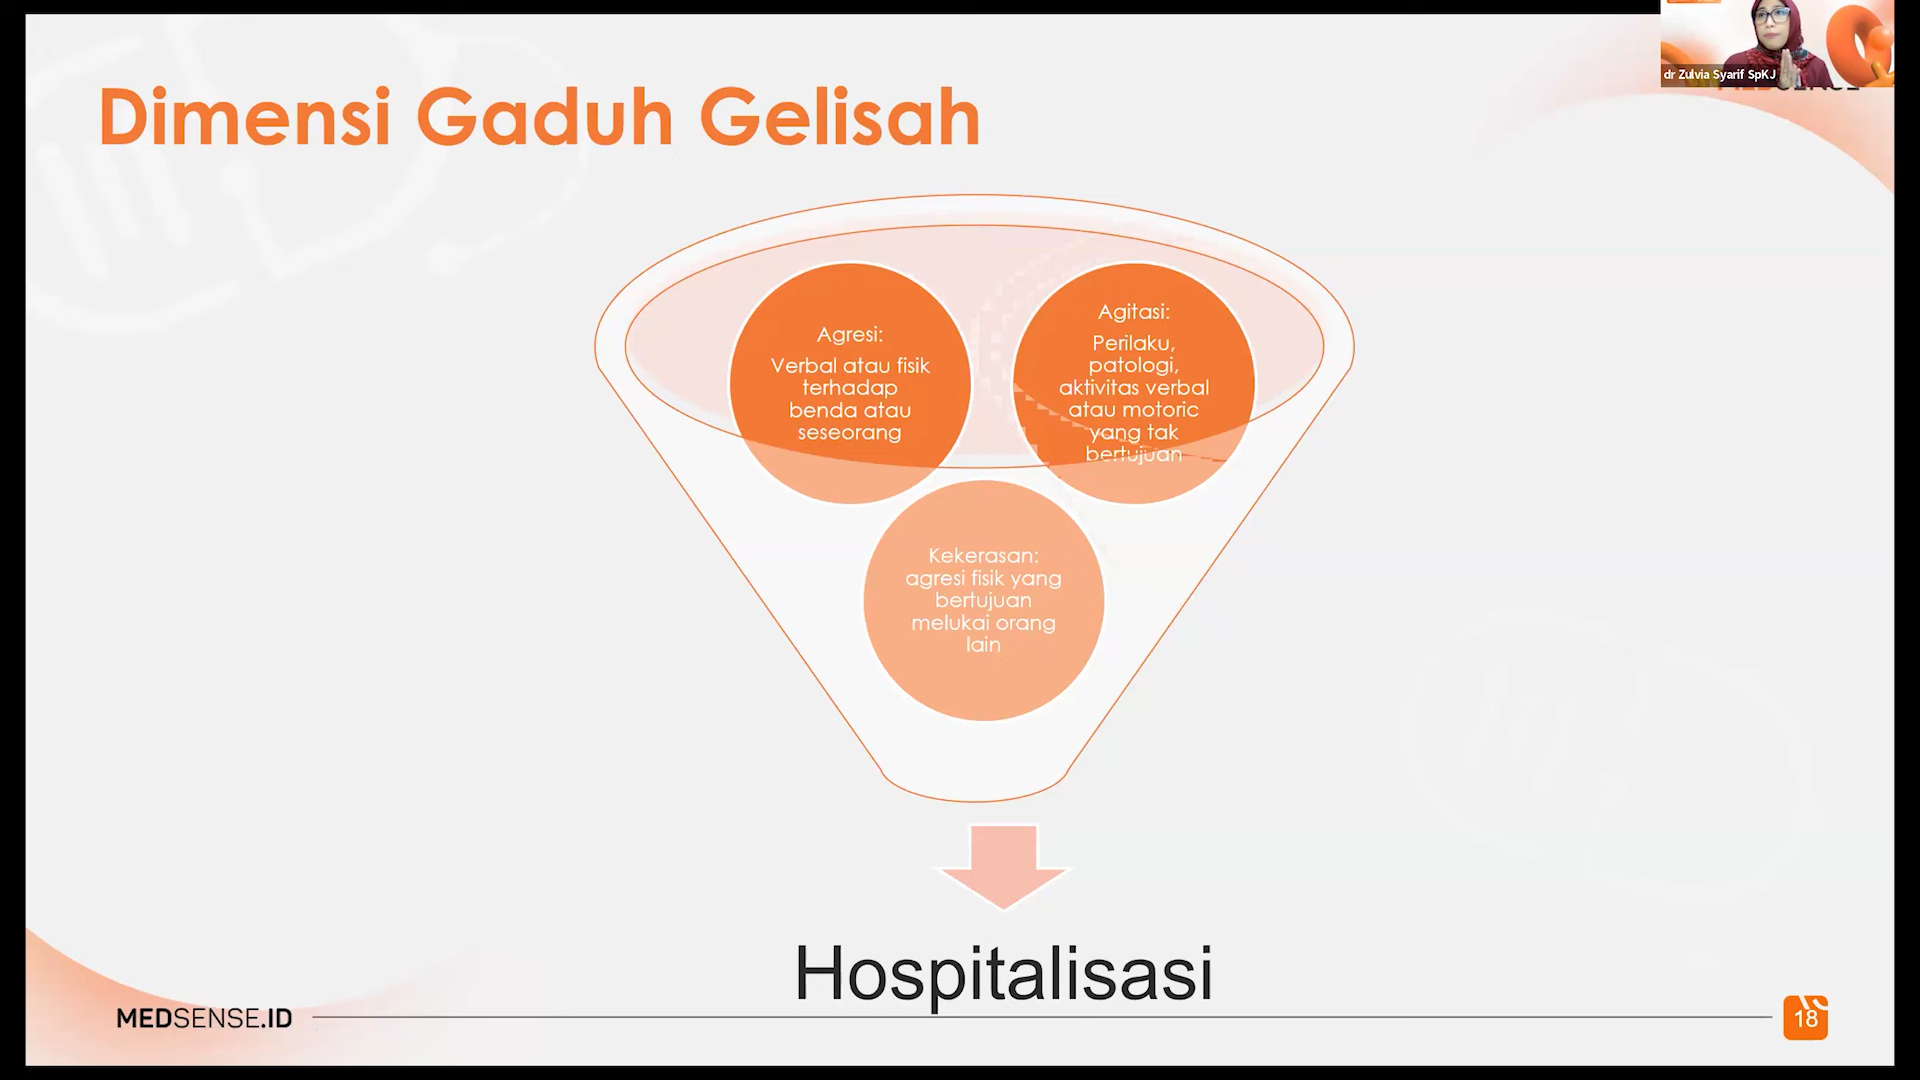 dr Zulvia Syarif SpKJ
Dimensi Gaduh Gelisah
Agresi:
Verbal atau fisik
terhadap
benda atau
seseorang
Agitasi:
Perilaku,
patologi,
aktivitas verbal
atau motoric
yang tak
bertujuan
Kekerasan:
agresi fisik yang
bertujuan
melukai orang
lain
Hospitalisasi
MEDSENSE.ID
18